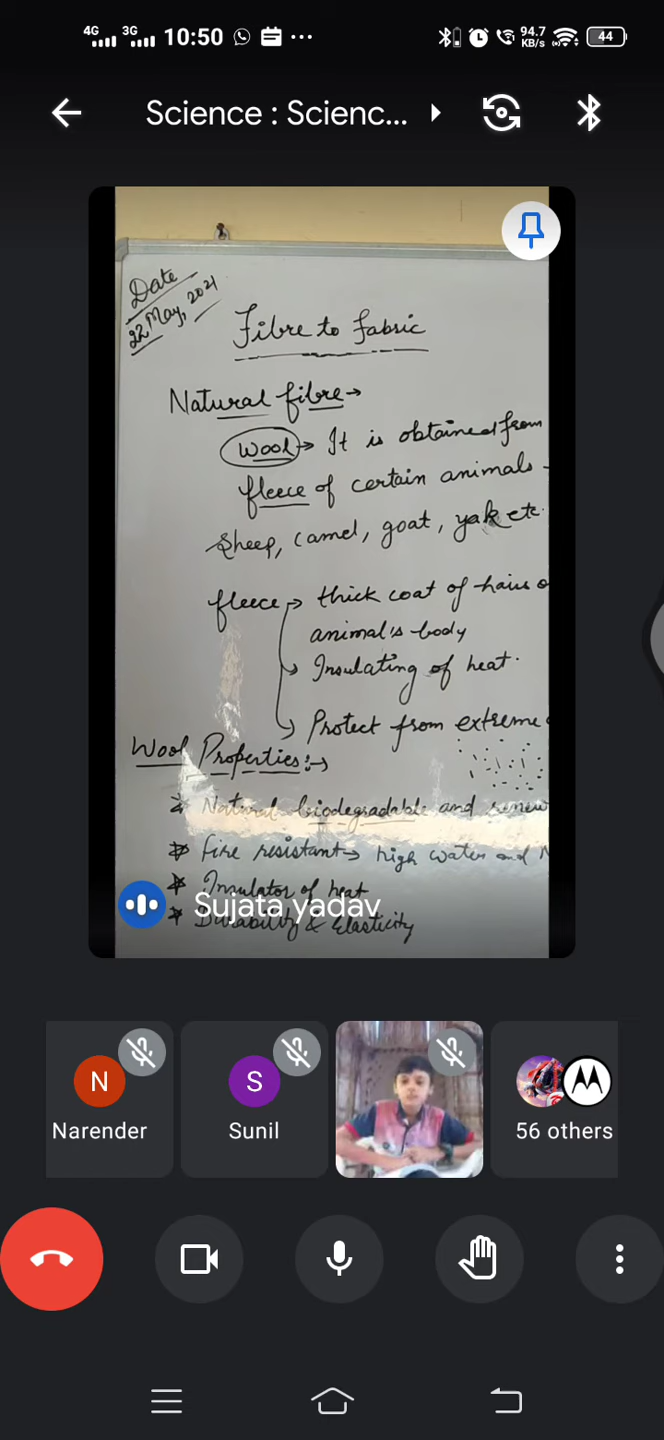 4G 3G 10:50 94.7 KB/s 44
Science : Scienc...
Date
22 May, 2021
Fibre to fabric
Natural fibre→
Wool → It is obtained from
fleece of certain animals -
Sheep, camel, goat, yak etc.
fleece → thick coat of hairs
animal's body
→ Insulating of heat.
→ Protect from extreme
Wool Properties:→
Natural biodegradable and renew
Fire resistant → high water and N
Insulator of heat
Sujata yadav
Durability & Elasticity
N
Narender
S
Sunil
56 others